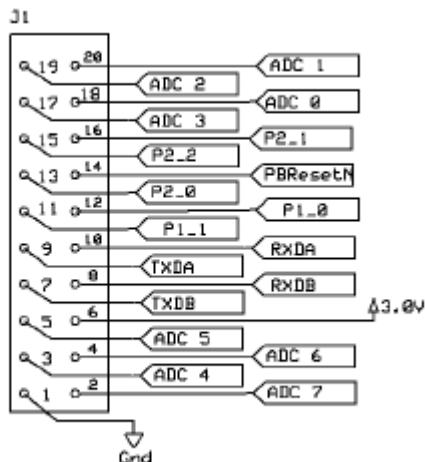 J1
19 20 ADC 1
ADC 2
17 18 ADC 0
ADC 3
15 16 P2_1
P2_2
13 14 PBResetN
P2_0
11 12 P1_0
P1_1
9 10 RXDA
TXDA
7 8 RXDB
TXDB
5 6 3.0V
ADC 5
3 4 ADC 6
ADC 4
1 2 ADC 7
Gnd